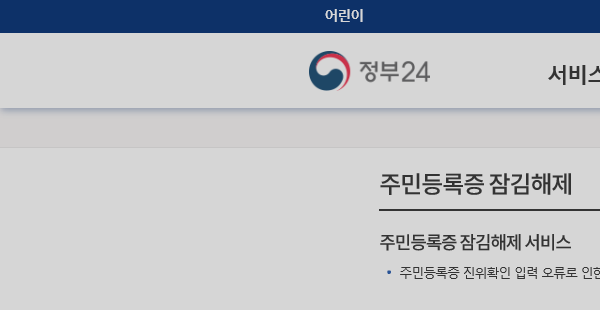 어린이
정부24
서비스
주민등록증 잠김해제
주민등록증 잠김해제 서비스
• 주민등록증 진위확인 입력 오류로 인한